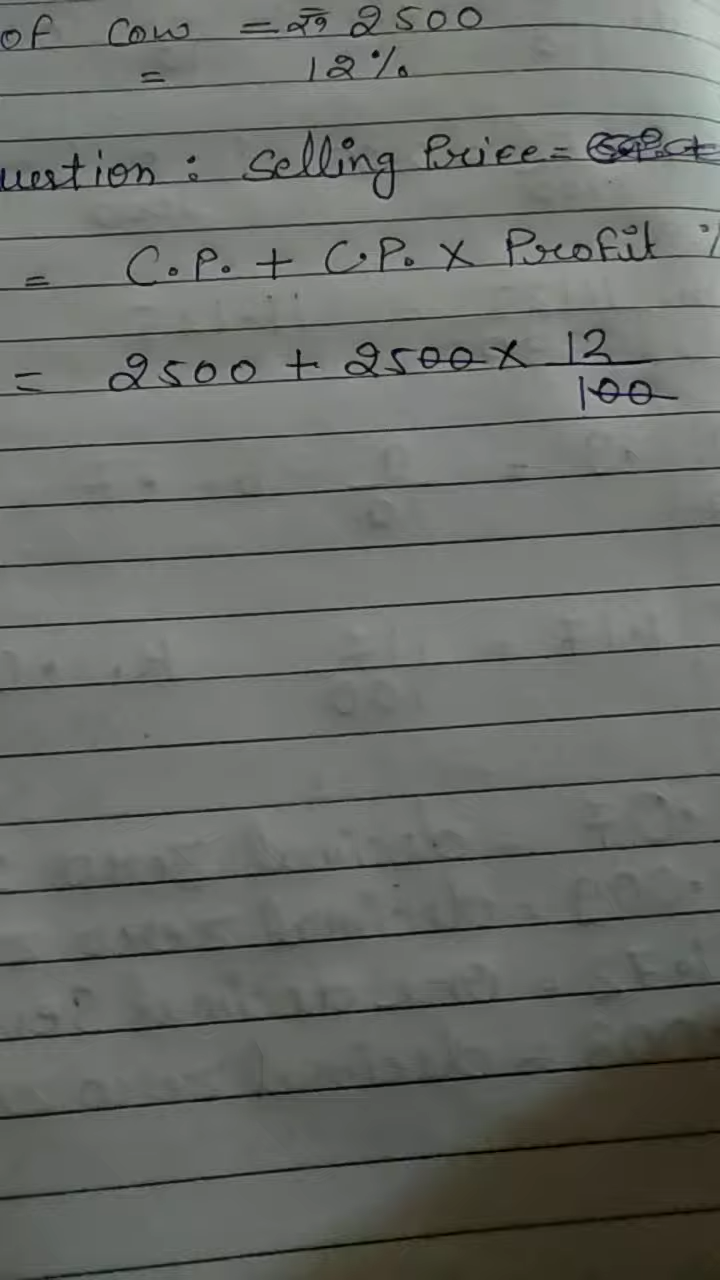 of cow = रु 2500
= 12%
uestion : Selling Price =
= C.P. + C.P. x Profit %
= 2500 + 2500 x 12
100